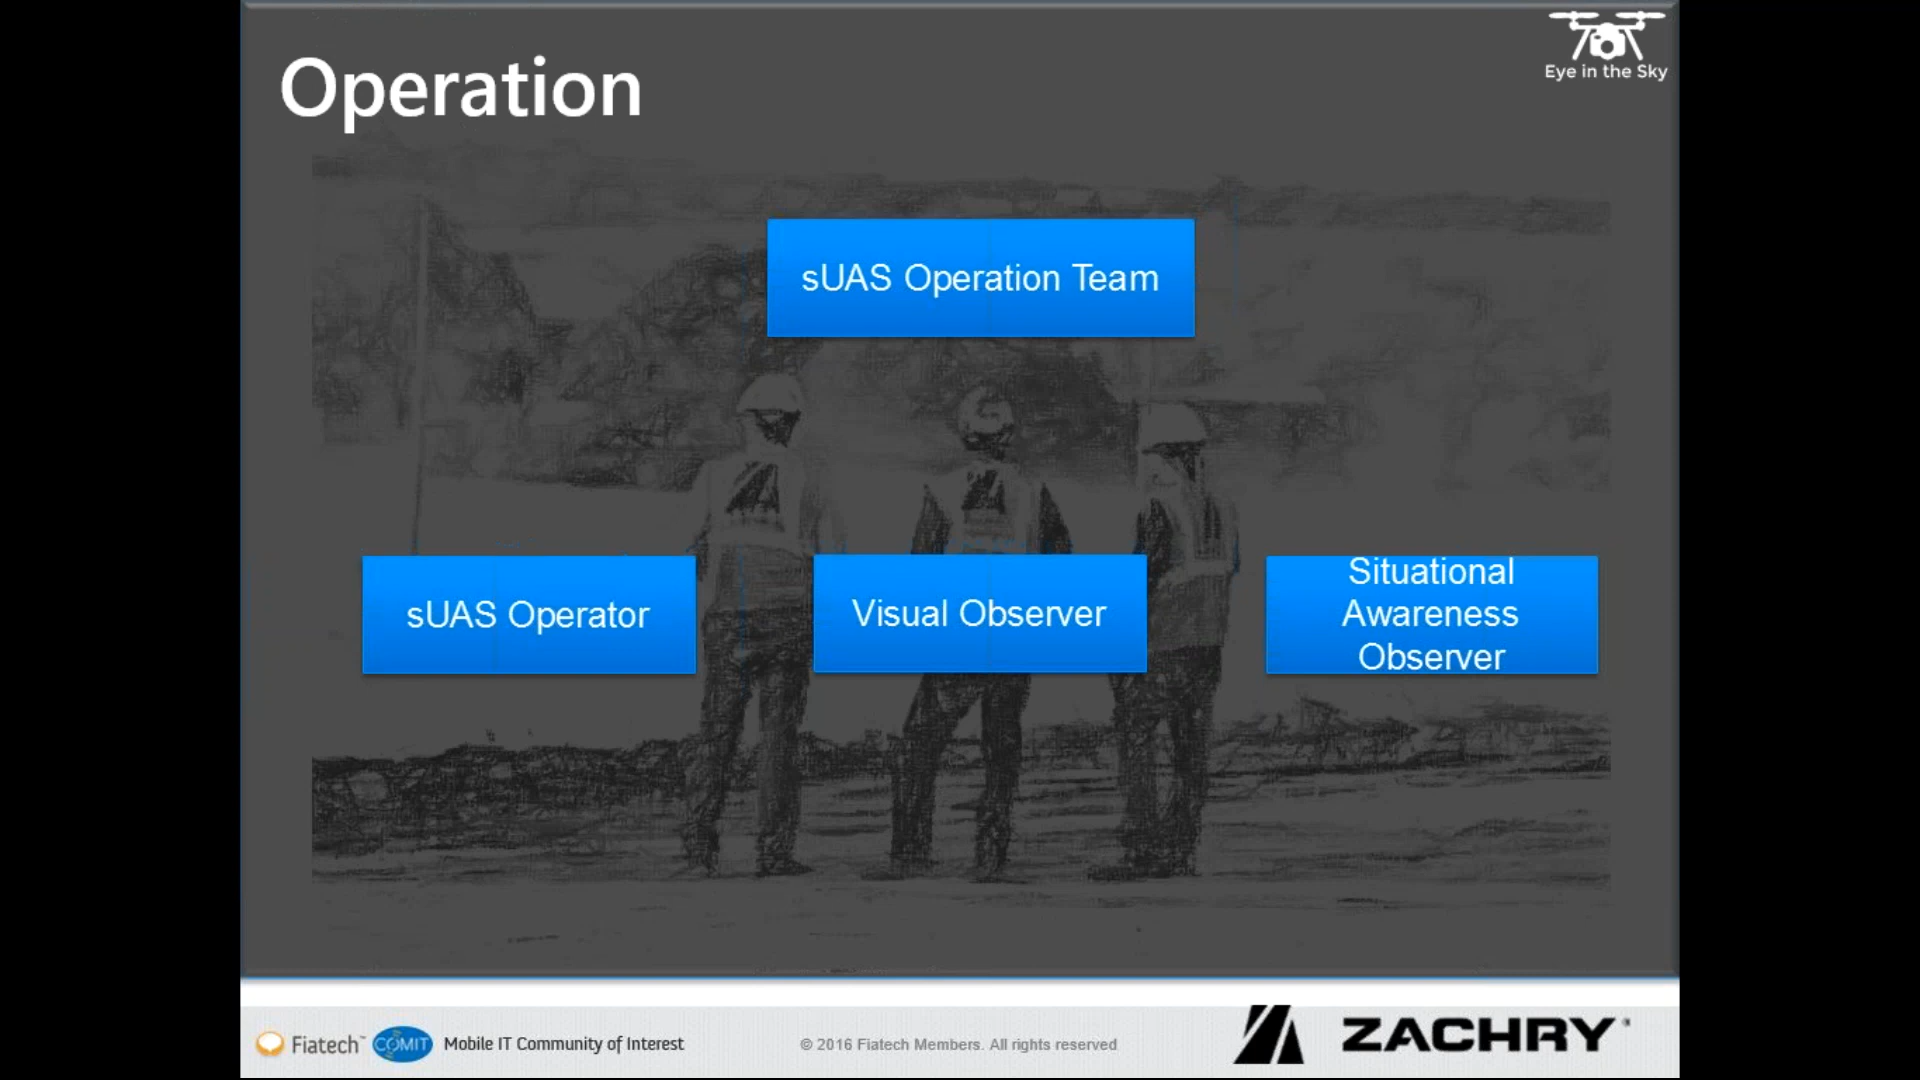 Operation
Eye in the Sky
sUAS Operation Team
sUAS Operator
Visual Observer
Situational
Awareness
Observer
Fiatech™ COMIT Mobile IT Community of Interest
© 2016 Fiatech Members. All rights reserved
ZACHRY